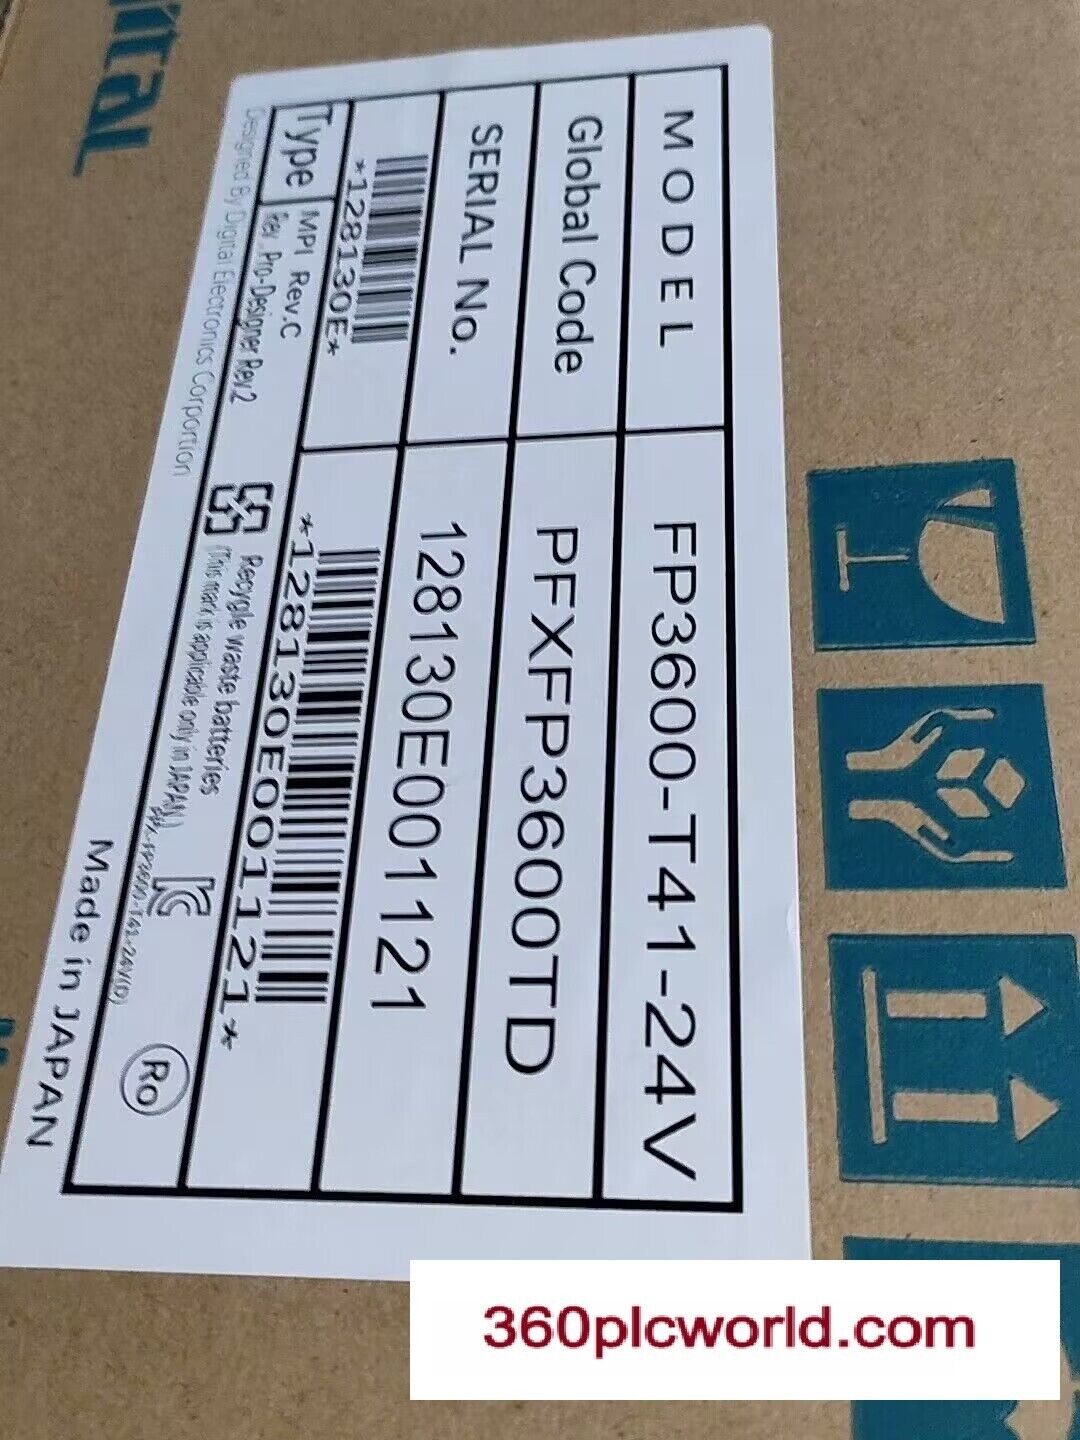 MODEL FP3600-T41-24V
Global Code PFXFP3600TD
SERIAL No. 128130E001121
*128130E* *128130E001121*
Type MPI Rev.C
Rev. Pro-Designer Rev.2
Recycle waste batteries
(This mark is applicable only in JAPAN)
Ro
Designed By Digital Electronics Corportion
Made in JAPAN
360plcworld.com